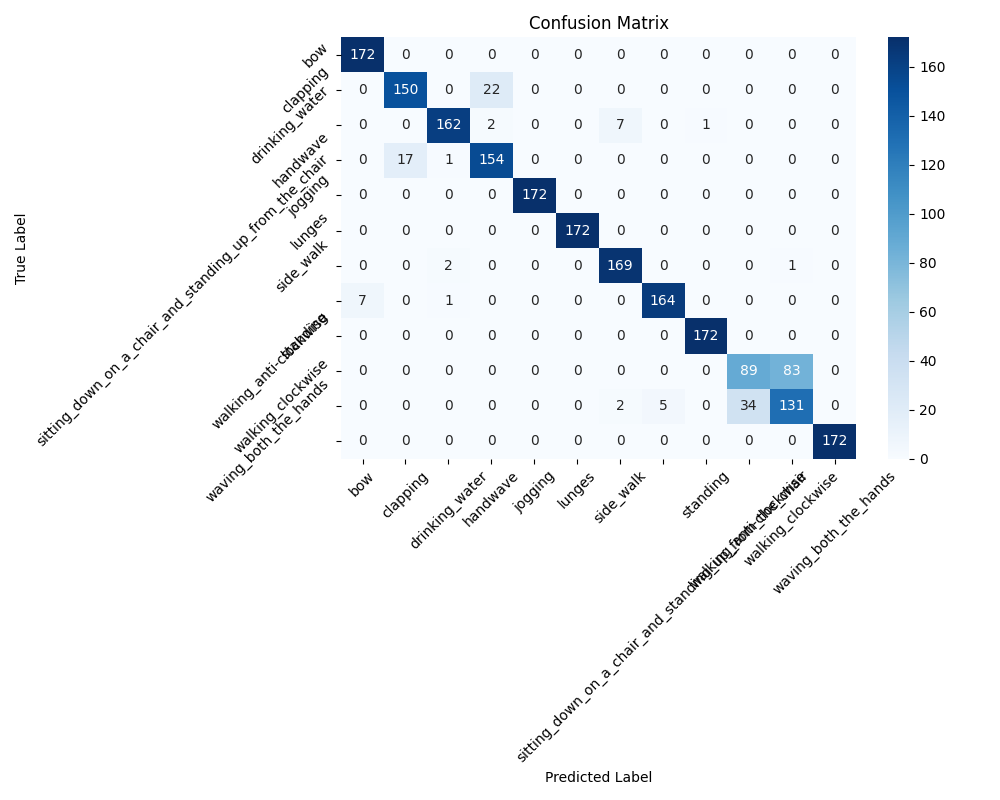 Confusion Matrix
bow
172 0 0 0 0 0 0 0 0 0 0 0
clapping
0 150 0 22 0 0 0 0 0 0 0 0
drinking_water
0 0 162 2 0 0 7 0 1 0 0 0
handwave
0 17 1 154 0 0 0 0 0 0 0 0
jogging
0 0 0 0 172 0 0 0 0 0 0 0
lunges
0 0 0 0 0 172 0 0 0 0 0 0
side_walk
0 0 2 0 0 0 169 0 0 0 1 0
sitting_down_on_a_chair_and_standing_up_from_the_chair
7 0 1 0 0 0 0 164 0 0 0 0
standing
0 0 0 0 0 0 0 0 172 0 0 0
walking_anti-clockwise
0 0 0 0 0 0 0 0 0 89 83 0
walking_clockwise
0 0 0 0 0 0 2 5 0 34 131 0
waving_both_the_hands
0 0 0 0 0 0 0 0 0 0 0 172
True Label
bow
clapping
drinking_water
handwave
jogging
lunges
side_walk
sitting_down_on_a_chair_and_standing_up_from_the_chair
standing
walking_anti-clockwise
walking_clockwise
waving_both_the_hands
Predicted Label
160
140
120
100
80
60
40
20
0